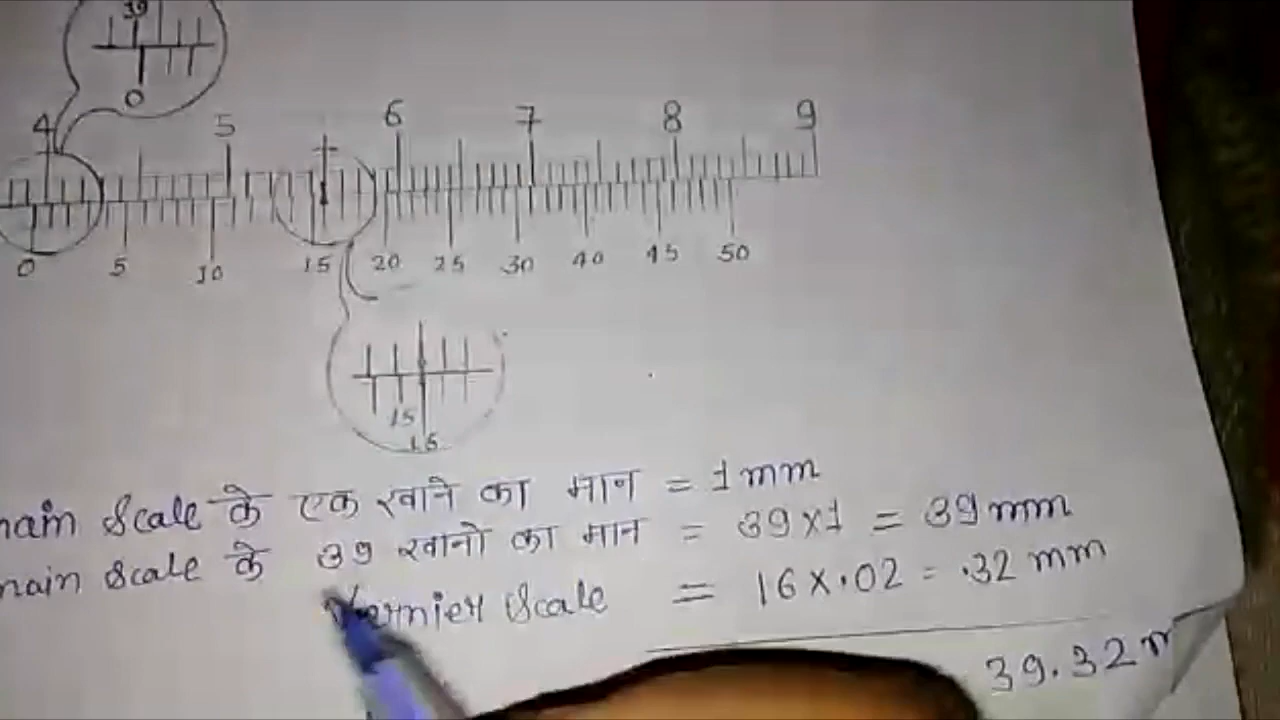 39
0
4 5 6 7 8 9
0 5 10 15 20 25 30 40 45 50
15
16
main Scale के एक खाने का मान = 1 mm
main Scale के 39 खानो का मान = 39×1 = 39 mm
Vernier Scale = 16×.02 = .32 mm
39.32 m